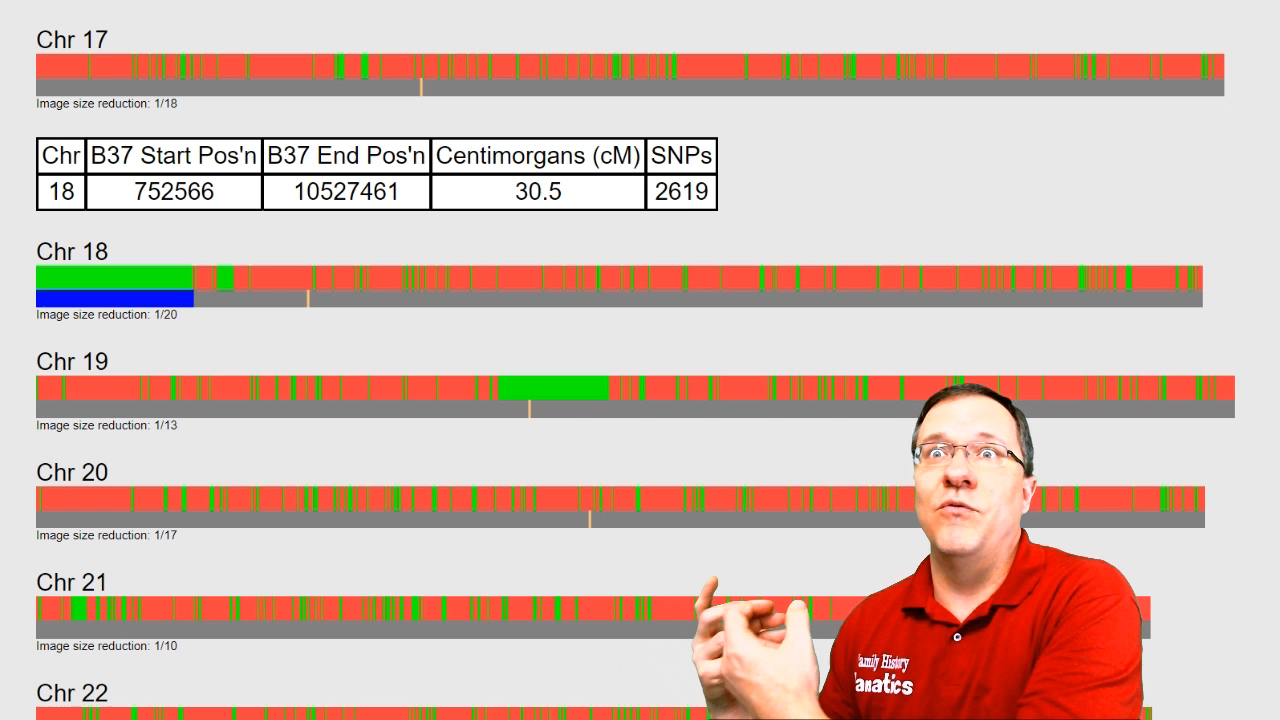 Chr 17
Image size reduction: 1/18
Chr B37 Start Pos'n B37 End Pos'n Centimorgans (cM) SNPs
18 752566 10527461 30.5 2619
Chr 18
Image size reduction: 1/20
Chr 19
Image size reduction: 1/13
Chr 20
Image size reduction: 1/17
Chr 21
Image size reduction: 1/10
Chr 22
Family History
Fanatics